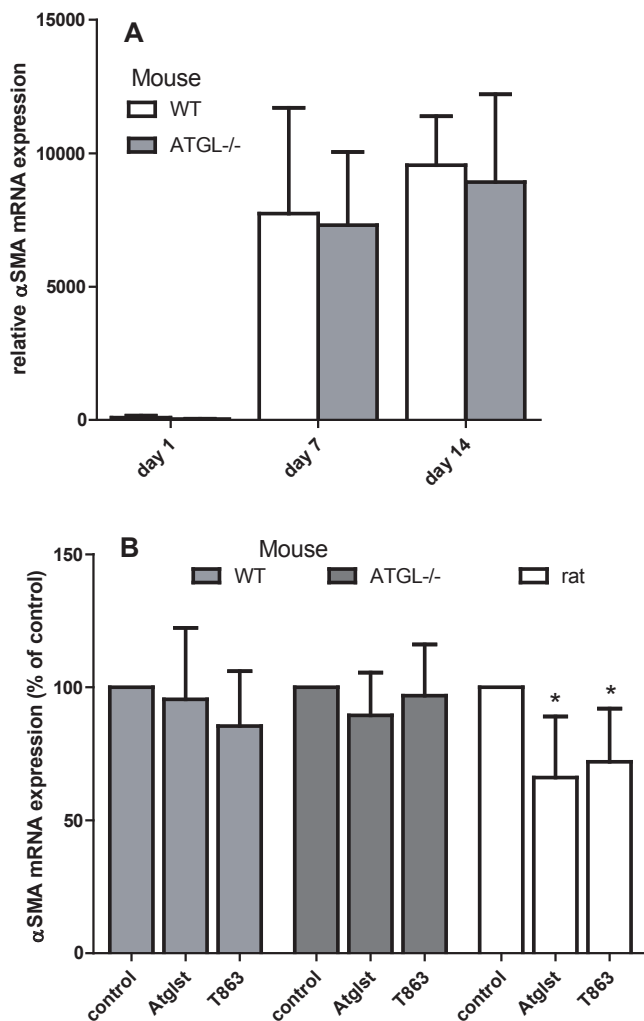 A
Mouse
WT
ATGL-/-
relative αSMA mRNA expression
15000
10000
5000
0
day 1
day 7
day 14
B
Mouse
WT
ATGL-/-
rat
αSMA mRNA expression (% of control)
150
100
50
0
*
*
control
Atglst
T863
control
Atglst
T863
control
Atglst
T863